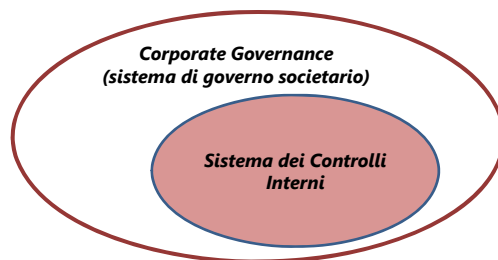 Corporate Governance
(sistema di governo societario)
Sistema dei Controlli
Interni